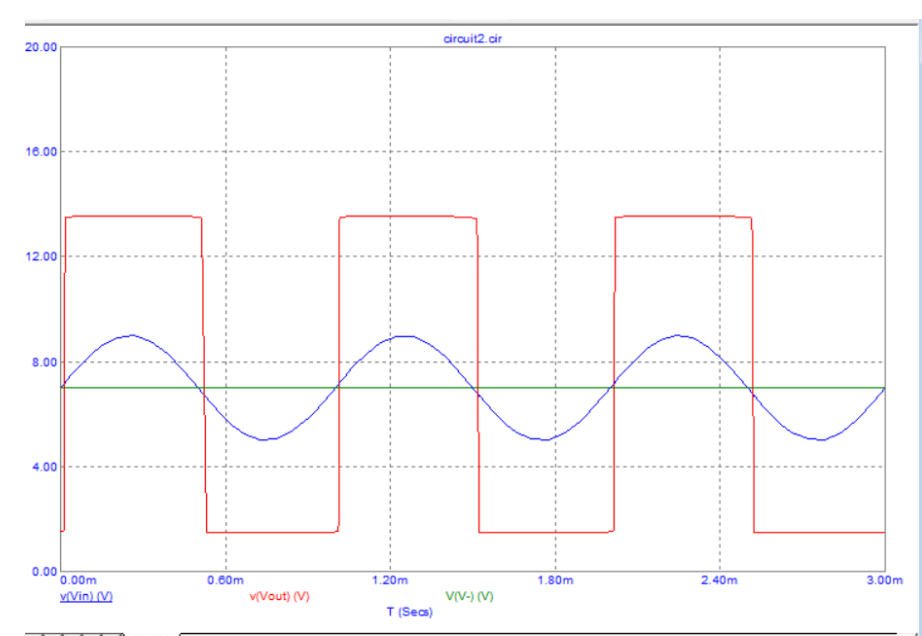 circuit2.cir
20.00
16.00
12.00
8.00
4.00
0.00
0.00m 0.60m 1.20m 1.80m 2.40m 3.00m
v(Vin) (V) v(Vout) (V) V(V-) (V)
T (Secs)